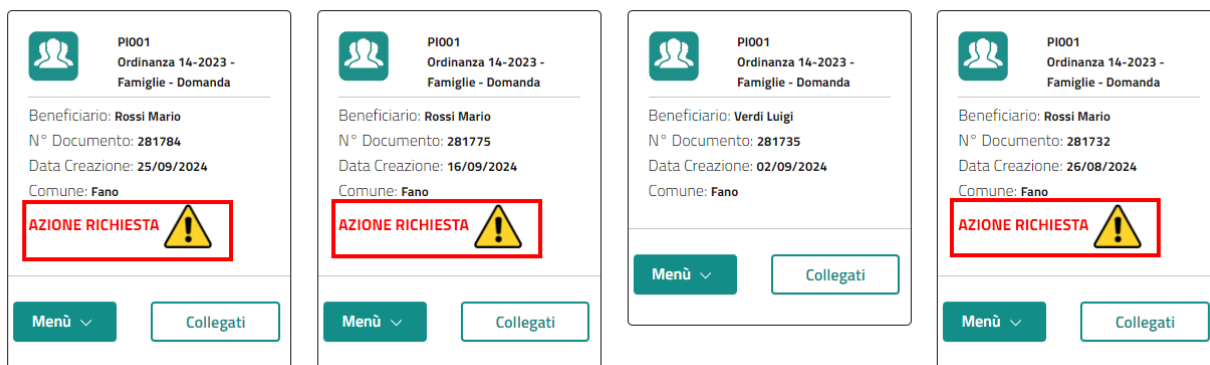 PI001
Ordinanza 14-2023 -
Famiglie - Domanda
Beneficiario: Rossi Mario
N° Documento: 281784
Data Creazione: 25/09/2024
Comune: Fano
AZIONE RICHIESTA
Menù
Collegati
PI001
Ordinanza 14-2023 -
Famiglie - Domanda
Beneficiario: Rossi Mario
N° Documento: 281775
Data Creazione: 16/09/2024
Comune: Fano
AZIONE RICHIESTA
Menù
Collegati
PI001
Ordinanza 14-2023 -
Famiglie - Domanda
Beneficiario: Verdi Luigi
N° Documento: 281735
Data Creazione: 02/09/2024
Comune: Fano
Menù
Collegati
PI001
Ordinanza 14-2023 -
Famiglie - Domanda
Beneficiario: Rossi Mario
N° Documento: 281732
Data Creazione: 26/08/2024
Comune: Fano
AZIONE RICHIESTA
Menù
Collegati